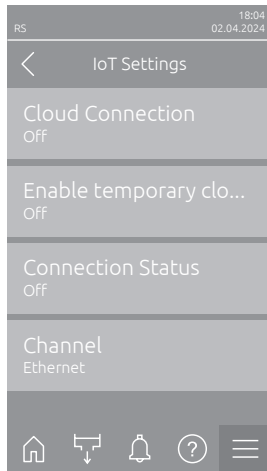 18:04
RS 02.04.2024
IoT Settings
Cloud Connection
Off
Enable temporary clo...
Off
Connection Status
Off
Channel
Ethernet
?